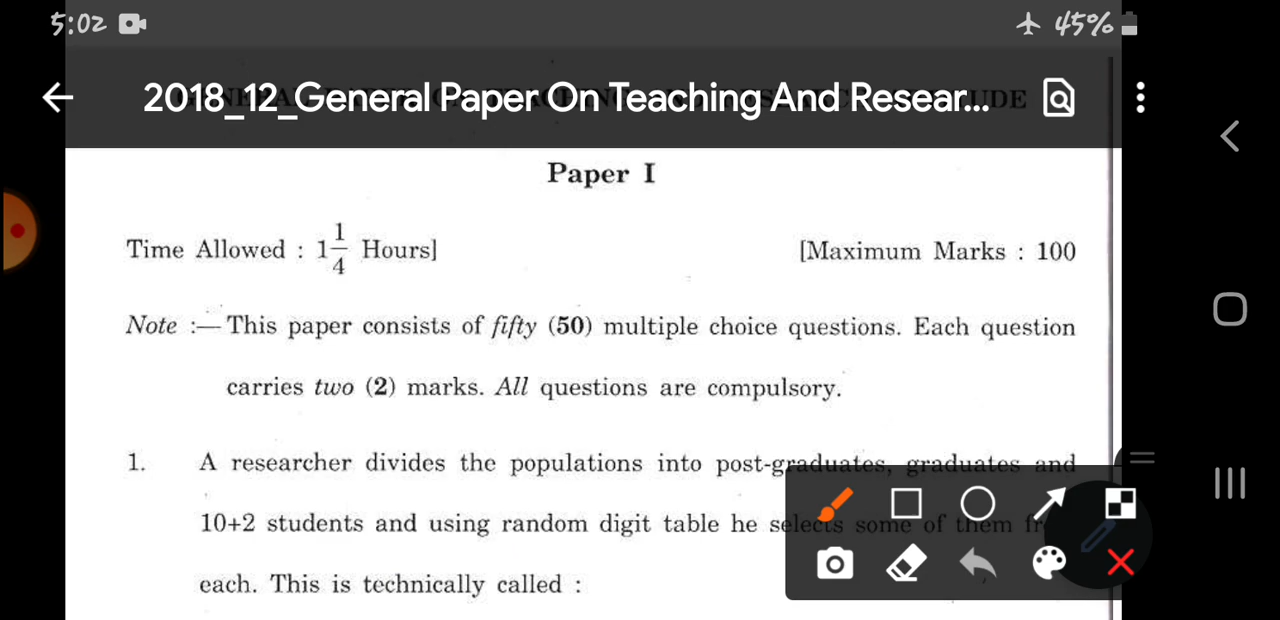 5:02 45%
2018_12_General Paper On Teaching And Resear...
UDE
Paper I
Time Allowed : 1 1/4 Hours] [Maximum Marks : 100
Note :— This paper consists of fifty (50) multiple choice questions. Each question
carries two (2) marks. All questions are compulsory.
1. A researcher divides the populations into post-graduates, graduates and
10+2 students and using random digit table he selects some of them
each. This is technically called :